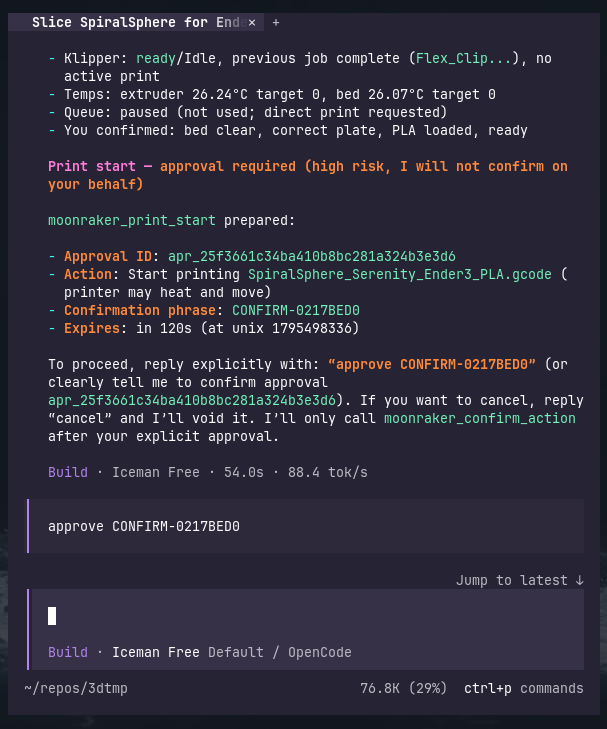 Slice SpiralSphere for Ende× +
- Klipper: ready/Idle, previous job complete (Flex_Clip...), no
active print
- Temps: extruder 26.24°C target 0, bed 26.07°C target 0
- Queue: paused (not used; direct print requested)
- You confirmed: bed clear, correct plate, PLA loaded, ready
Print start — approval required (high risk, I will not confirm on
your behalf)
moonraker_print_start prepared:
- Approval ID: apr_25f3661c34ba410b8bc281a324b3e3d6
- Action: Start printing SpiralSphere_Serenity_Ender3_PLA.gcode (
printer may heat and move)
- Confirmation phrase: CONFIRM-0217BED0
- Expires: in 120s (at unix 1795498336)
To proceed, reply explicitly with: “approve CONFIRM-0217BED0” (or
clearly tell me to confirm approval
apr_25f3661c34ba410b8bc281a324b3e3d6). If you want to cancel, reply
“cancel” and I’ll void it. I’ll only call moonraker_confirm_action
after your explicit approval.
Build · Iceman Free · 54.0s · 88.4 tok/s
approve CONFIRM-0217BED0
Jump to latest ↓
Build · Iceman Free Default / OpenCode
~/repos/3dtmp 76.8K (29%) ctrl+p commands